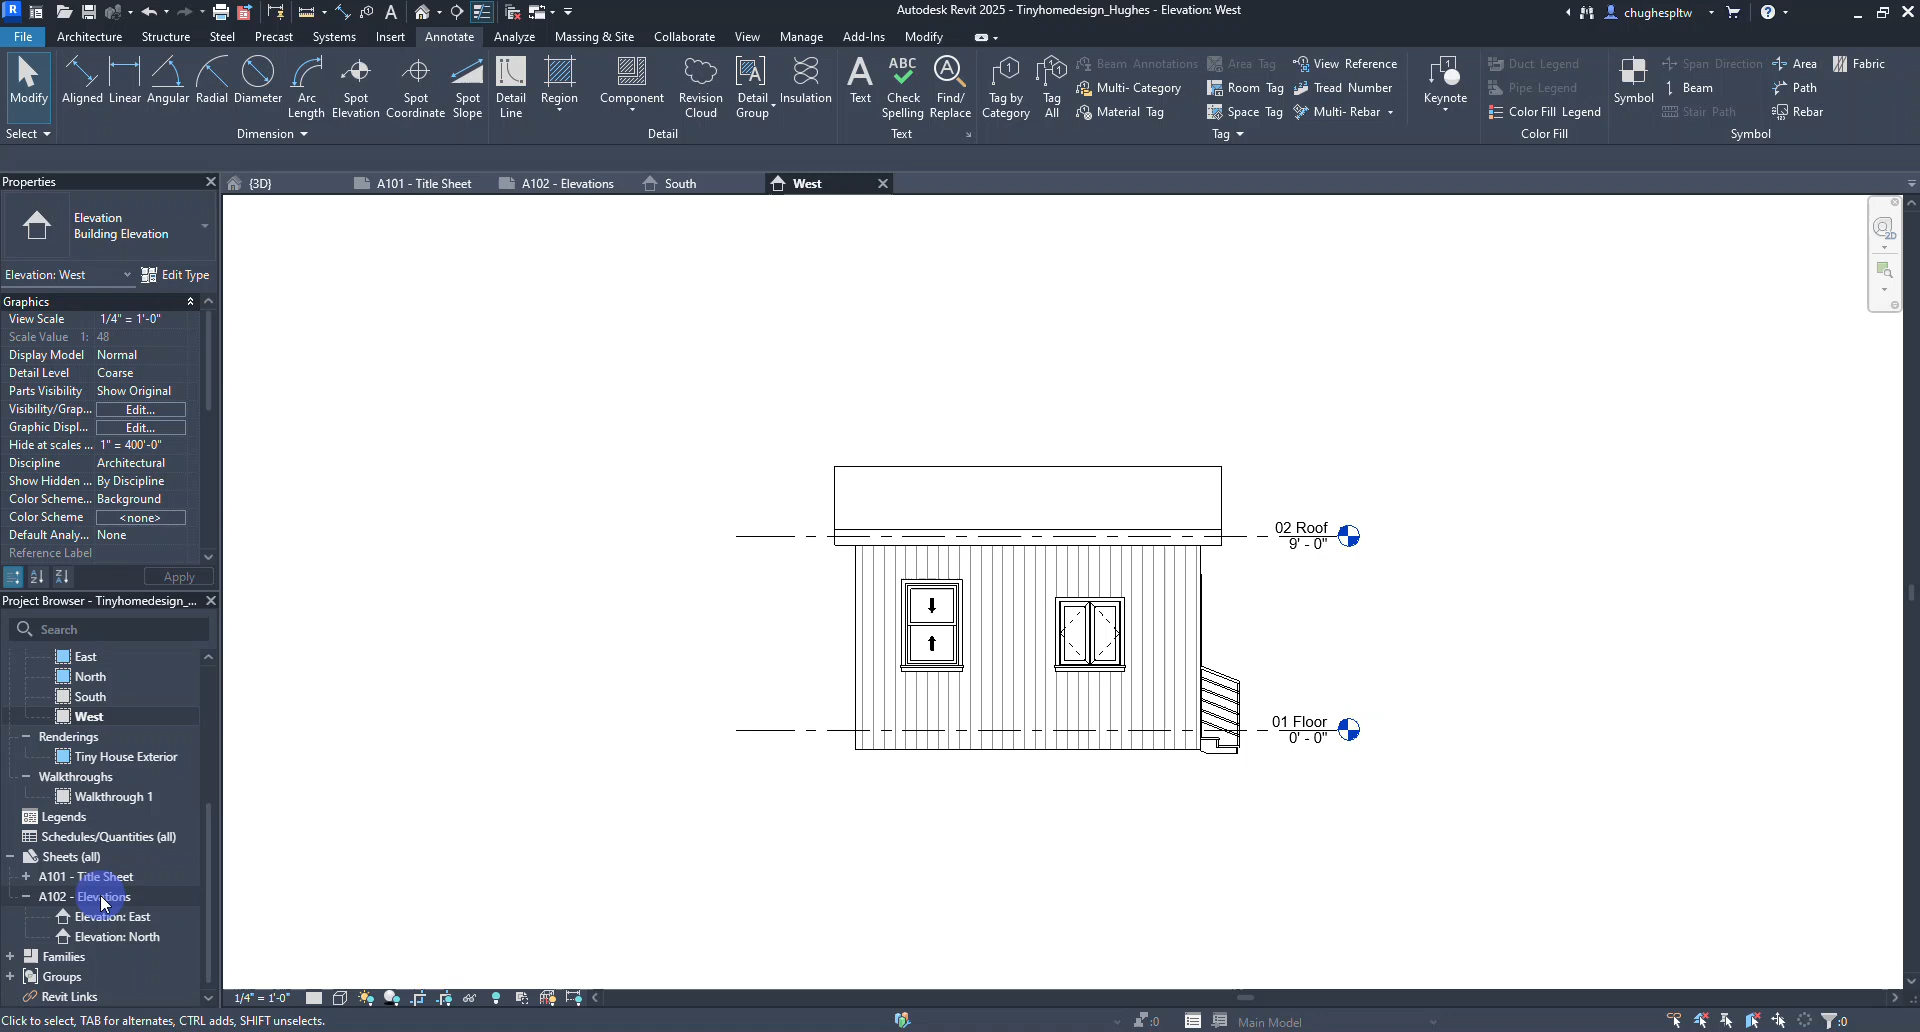 Autodesk Revit 2025 - Tinyhomedesign_Hughes - Elevation: West
chughespltw
File Architecture Structure Steel Precast Systems Insert Annotate Analyze Massing & Site Collaborate View Manage Add-Ins Modify
Modify Aligned Linear Angular Radial Diameter Arc Length Spot Elevation Spot Coordinate Spot Slope
Detail Line Region Component Revision Cloud Detail Group Insulation
Text ABC Check Spelling Find/ Replace
Tag by Category Tag All
Beam Annotations Area Tag View Reference
Multi- Category Room Tag Tread Number
Material Tag Space Tag Multi- Rebar
Keynote
Duct Legend
Pipe Legend
Color Fill Legend
Symbol
Span Direction Area Fabric
Beam Path
Stair Path Rebar
Select Dimension Detail Text Tag Color Fill Symbol
Properties
{3D} A101 - Title Sheet A102 - Elevations South West
Elevation
Building Elevation
Elevation: West Edit Type
Graphics
View Scale 1/4" = 1'-0"
Scale Value 1: 48
Display Model Normal
Detail Level Coarse
Parts Visibility Show Original
Visibility/Grap... Edit...
Graphic Displ... Edit...
Hide at scales ... 1" = 400'-0"
Discipline Architectural
Show Hidden ... By Discipline
Color Scheme... Background
Color Scheme <none>
Default Analy... None
Reference Label
Apply
Project Browser - Tinyhomedesign_...
Search
East
North
South
West
Renderings
Tiny House Exterior
Walkthroughs
Walkthrough 1
Legends
Schedules/Quantities (all)
Sheets (all)
A101 - Title Sheet
A102 - Elevations
Elevation: East
Elevation: North
Families
Groups
Revit Links
02 Roof
9' - 0"
01 Floor
0' - 0"
2D
1/4" = 1'-0"
Click to select, TAB for alternates, CTRL adds, SHIFT unselects.
:0
Main Model
:0